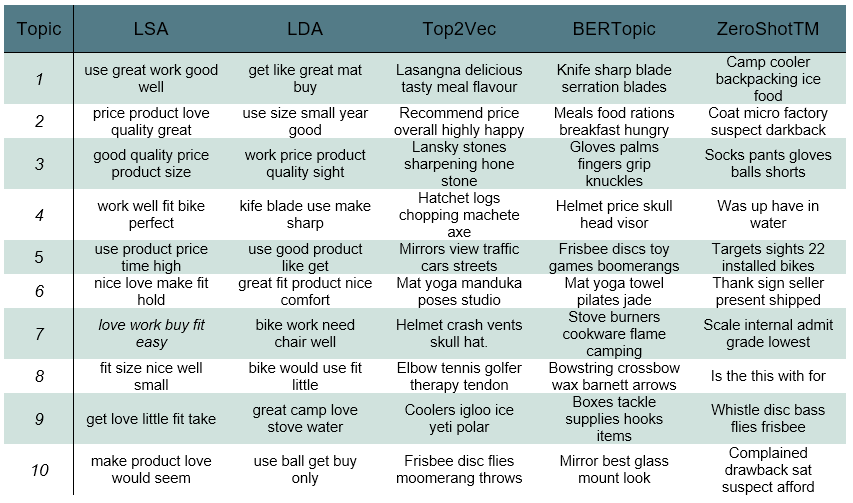 Topic LSA LDA Top2Vec BERTopic ZeroShotTM
1 use great work good well get like great mat buy Lasangna delicious tasty meal flavour Knife sharp blade serration blades Camp cooler backpacking ice food
2 price product love quality great use size small year good Recommend price overall highly happy Meals food rations breakfast hungry Coat micro factory suspect darkback
3 good quality price product size work price product quality sight Lansky stones sharpening hone stone Gloves palms fingers grip knuckles Socks pants gloves balls shorts
4 work well fit bike perfect kife blade use make sharp Hatchet logs chopping machete axe Helmet price skull head visor Was up have in water
5 use product price time high use good product like get Mirrors view traffic cars streets Frisbee discs toy games boomerangs Targets sights 22 installed bikes
6 nice love make fit hold great fit product nice comfort Mat yoga manduka poses studio Mat yoga towel pilates jade Thank sign seller present shipped
7 love work buy fit easy bike work need chair well Helmet crash vents skull hat. Stove burners cookware flame camping Scale internal admit grade lowest
8 fit size nice well small bike would use fit little Elbow tennis golfer therapy tendon Bowstring crossbow wax barnett arrows Is the this with for
9 get love little fit take great camp love stove water Coolers igloo ice yeti polar Boxes tackle supplies hooks items Whistle disc bass flies frisbee
10 make product love would seem use ball get buy only Frisbee disc flies moomerang throws Mirror best glass mount look Complained drawback sat suspect afford